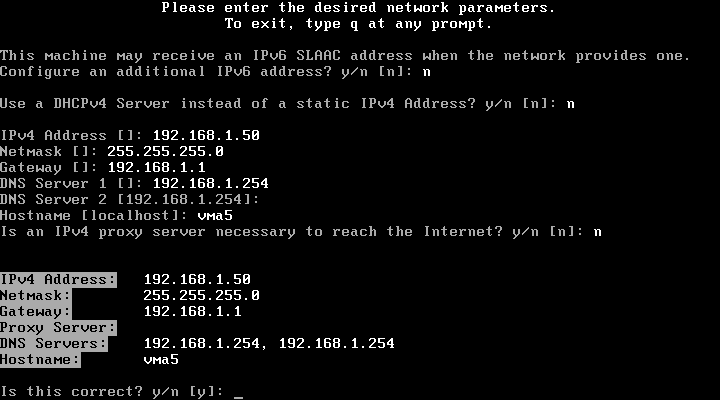 Please enter the desired network parameters.
To exit, type q at any prompt.
This machine may receive an IPv6 SLAAC address when the network provides one.
Configure an additional IPv6 address? y/n [n]: n
Use a DHCPv4 Server instead of a static IPv4 Address? y/n [n]: n
IPv4 Address []: 192.168.1.50
Netmask []: 255.255.255.0
Gateway []: 192.168.1.1
DNS Server 1 []: 192.168.1.254
DNS Server 2 [192.168.1.254]:
Hostname [localhost]: vma5
Is an IPv4 proxy server necessary to reach the Internet? y/n [n]: n
IPv4 Address: 192.168.1.50
Netmask: 255.255.255.0
Gateway: 192.168.1.1
Proxy Server:
DNS Servers: 192.168.1.254, 192.168.1.254
Hostname: vma5
Is this correct? y/n [y]: _